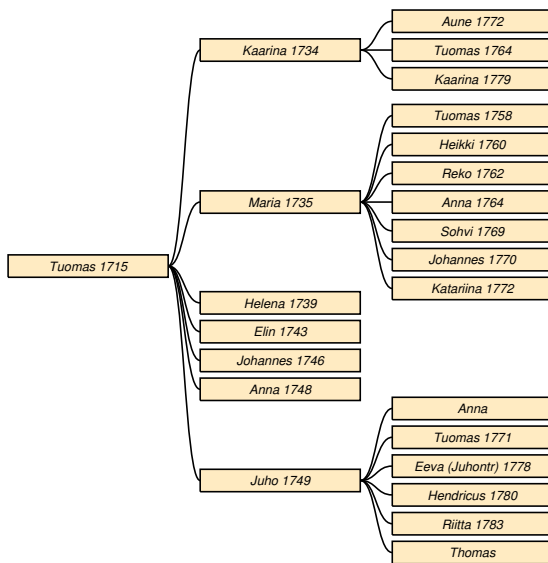 Aune 1772
Kaarina 1734
Tuomas 1764
Kaarina 1779
Tuomas 1758
Heikki 1760
Reko 1762
Maria 1735
Anna 1764
Sohvi 1769
Johannes 1770
Tuomas 1715
Katariina 1772
Helena 1739
Elin 1743
Johannes 1746
Anna 1748
Anna
Tuomas 1771
Eeva (Juhontr) 1778
Juho 1749
Hendricus 1780
Riitta 1783
Thomas